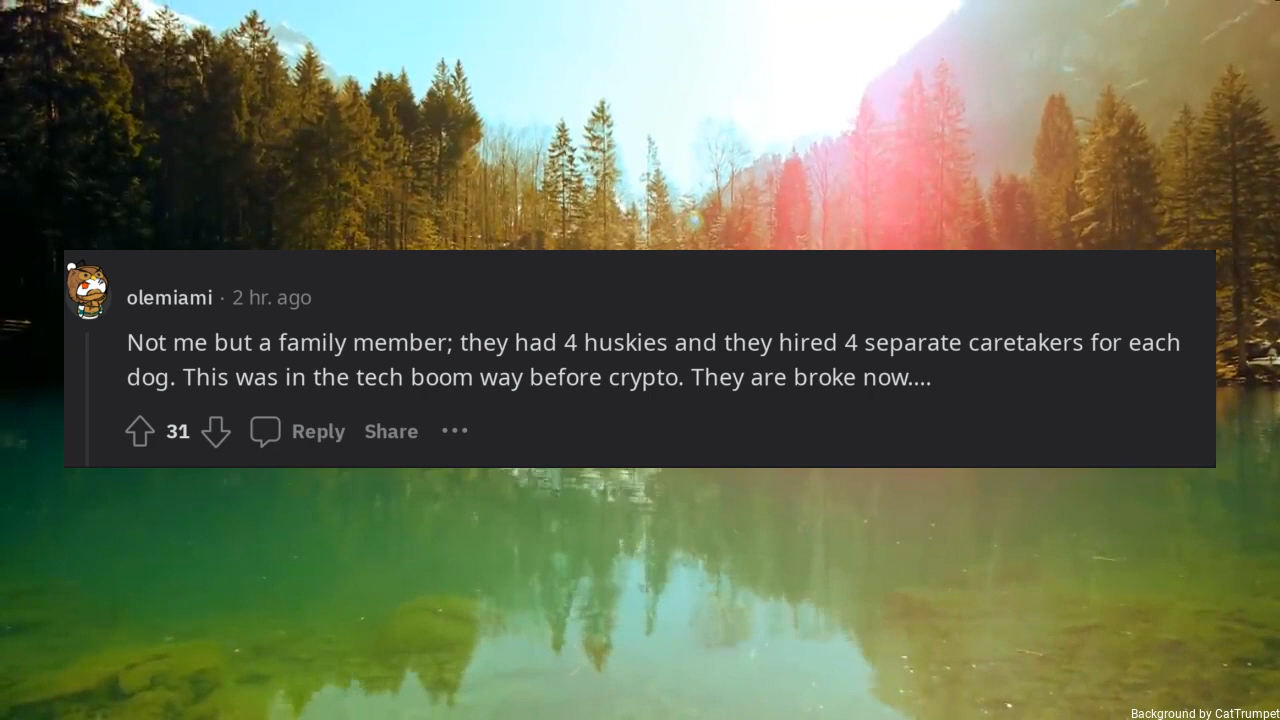 olemiami · 2 hr. ago
Not me but a family member; they had 4 huskies and they hired 4 separate caretakers for each
dog. This was in the tech boom way before crypto. They are broke now....
31 Reply Share ···
Background by CatTrumpet